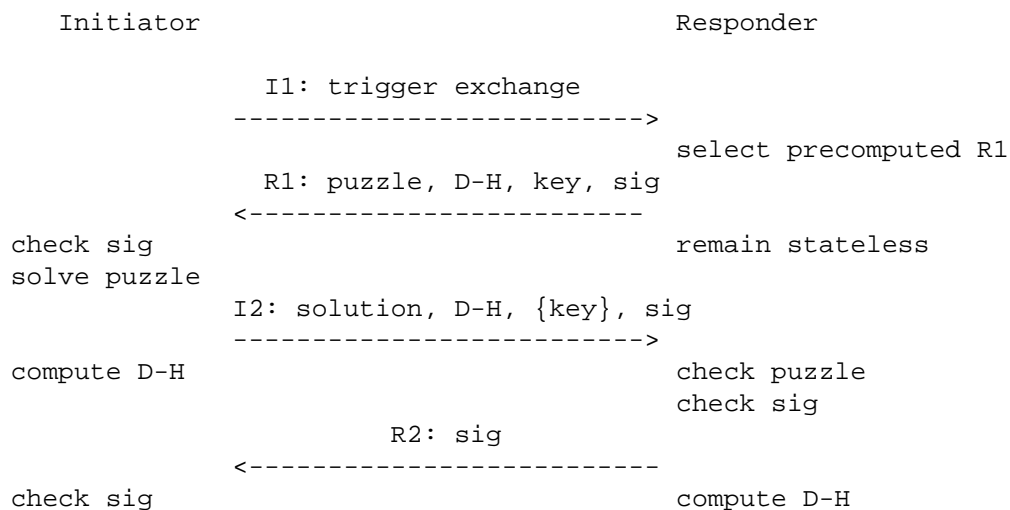 Initiator Responder
I1: trigger exchange
-------------------------->
select precomputed R1
R1: puzzle, D-H, key, sig
<-------------------------
check sig remain stateless
solve puzzle
I2: solution, D-H, {key}, sig
-------------------------->
compute D-H check puzzle
check sig
R2: sig
<--------------------------
check sig compute D-H